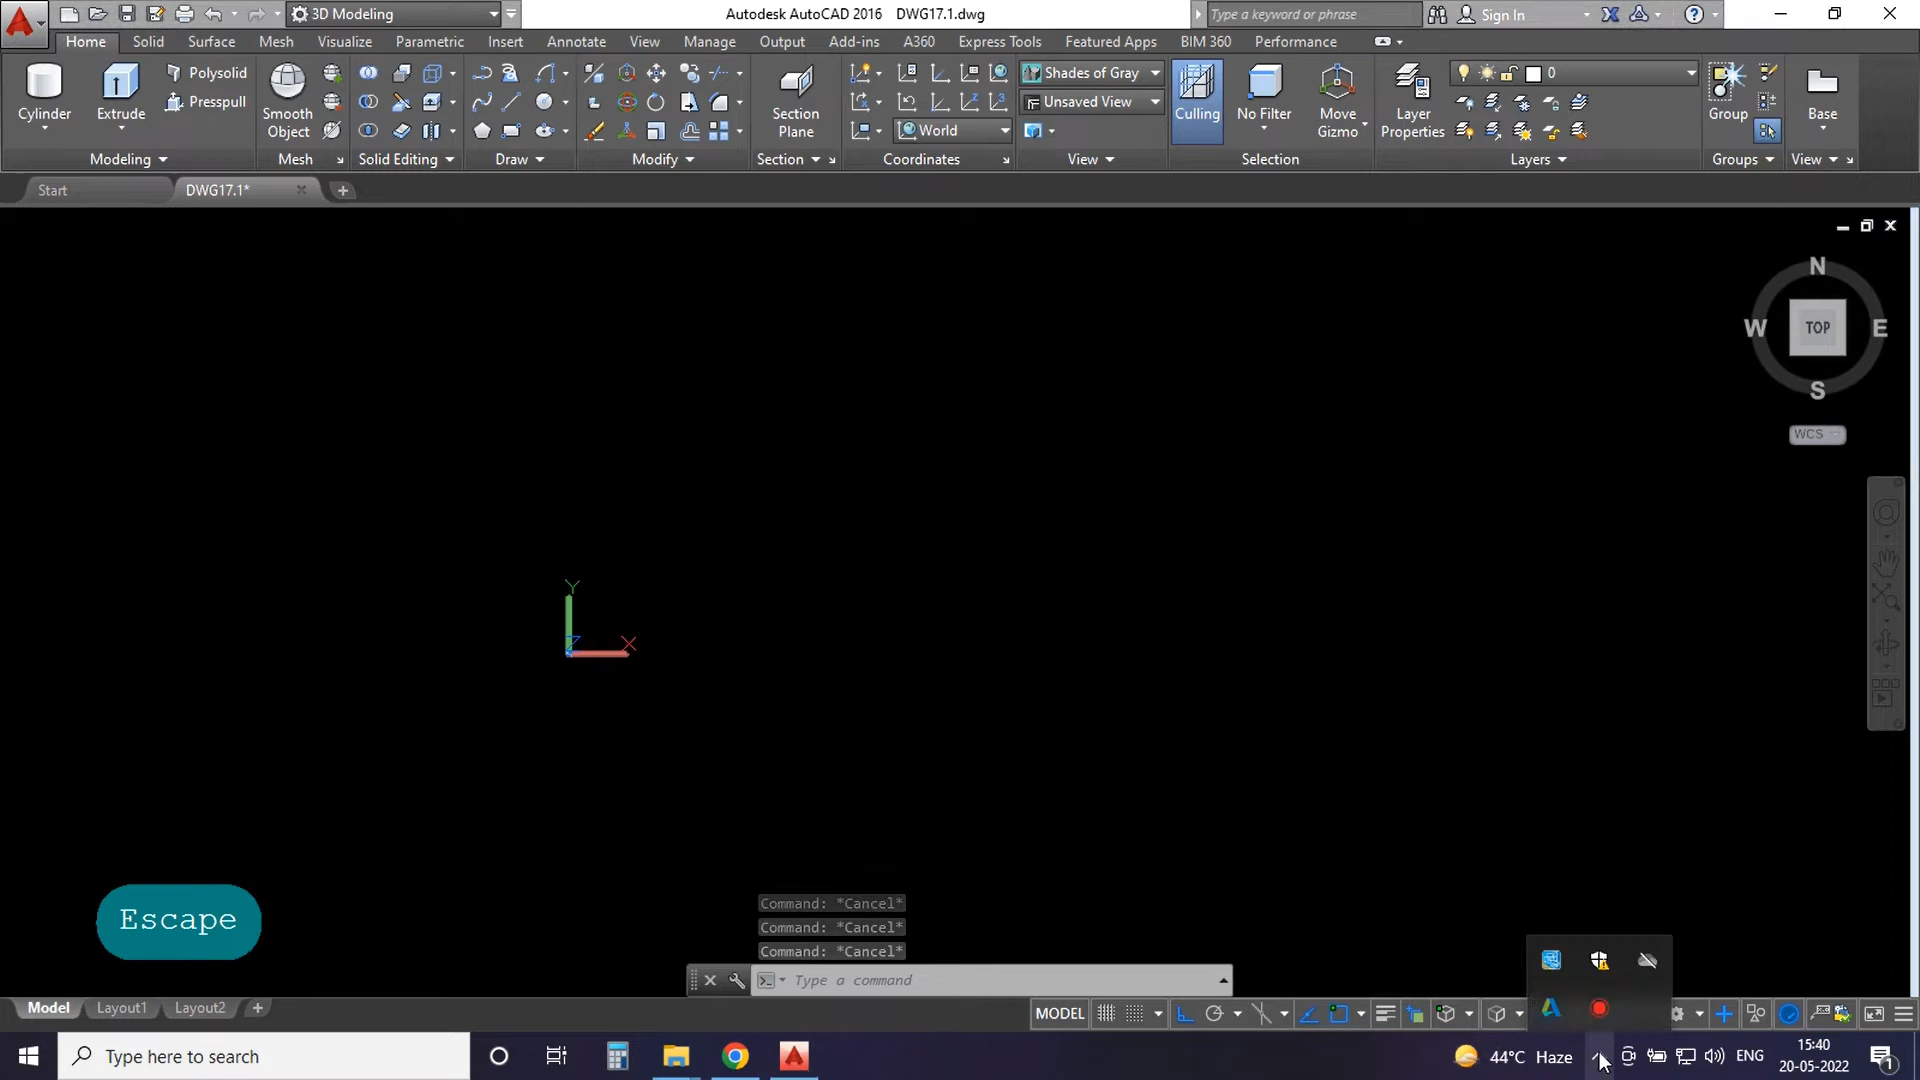 3D Modeling
Autodesk AutoCAD 2016 DWG17.1.dwg
Type a keyword or phrase
Sign In
Home Solid Surface Mesh Visualize Parametric Insert Annotate View Manage Output Add-ins A360 Express Tools Featured Apps BIM 360 Performance
Cylinder
Extrude
Polysolid
Presspull
Smooth
Object
Section
Plane
World
Shades of Gray
Unsaved View
Culling
No Filter
Move
Gizmo
Layer
Properties
0
Group
Base
Modeling Mesh Solid Editing Draw Modify Section Coordinates View Selection Layers Groups View
Start
DWG17.1*
N
W TOP E
S
WCS
Y
Z X
Escape
Command: *Cancel*
Command: *Cancel*
Command: *Cancel*
Type a command
Model Layout1 Layout2
MODEL
Type here to search
44°C Haze
ENG
15:40
20-05-2022
1